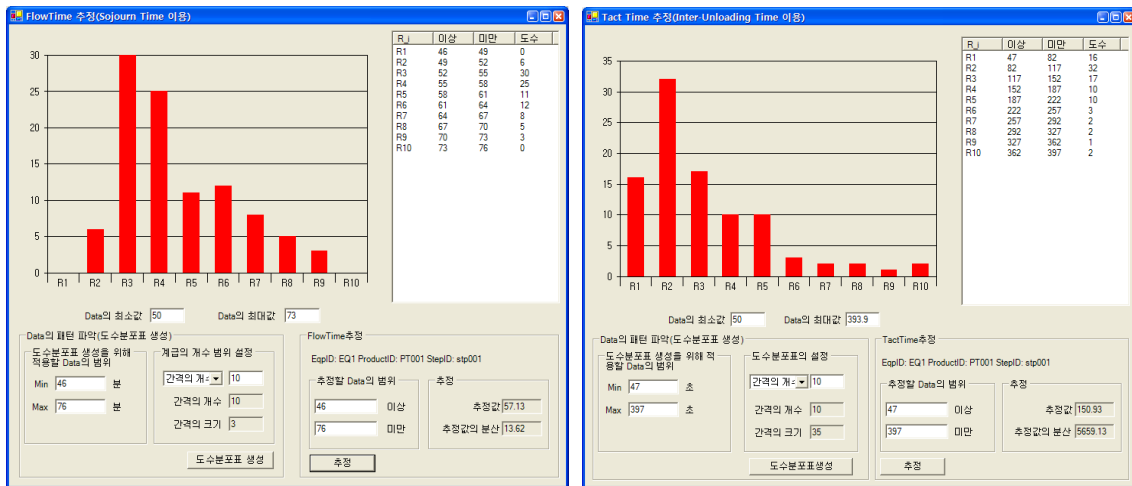 FlowTime 추정(Sojourn Time 이용)
30
25
20
15
10
5
0
R1 R2 R3 R4 R5 R6 R7 R8 R9 R10
R_i 이상 미만 도수
R1 46 49 0
R2 49 52 6
R3 52 55 30
R4 55 58 25
R5 58 61 11
R6 61 64 12
R7 64 67 8
R8 67 70 5
R9 70 73 3
R10 73 76 0
Data의 최소값 50 Data의 최대값 73
Data의 패턴 파악(도수분포표 생성)
도수분포표 생성을 위해
적용할 Data의 범위
Min 46 분
Max 76 분
계급의 개수 범위 설정
간격의 개수 10
간격의 개수 10
간격의 크기 3
도수분포표 생성
FlowTime추정
EqpID: EQ1 ProductID: PT001 StepID: stp001
추정할 Data의 범위
46 이상
76 미만
추정
추정값 57.13
추정값의 분산 13.62
추정
Tact Time 추정(Inter-Unloading Time 이용)
35
30
25
20
15
10
5
0
R1 R2 R3 R4 R5 R6 R7 R8 R9 R10
R_i 이상 미만 도수
R1 47 82 16
R2 82 117 32
R3 117 152 17
R4 152 187 10
R5 187 222 10
R6 222 257 3
R7 257 292 2
R8 292 327 2
R9 327 362 1
R10 362 397 2
Data의 최소값 50 Data의 최대값 393.9
Data의 패턴 파악(도수분포표 생성)
도수분포표 생성을 위해 적
용할 Data의 범위
Min 47 초
Max 397 초
도수분포표의 설정
간격의 개수 10
간격의 개수 10
간격의 크기 35
도수분포표생성
TactTime추정
EqpID: EQ1 ProductID: PT001 StepID: stp001
추정할 Data의 범위
47 이상
397 미만
추정
추정값 150.93
추정값의 분산 5659.13
추정